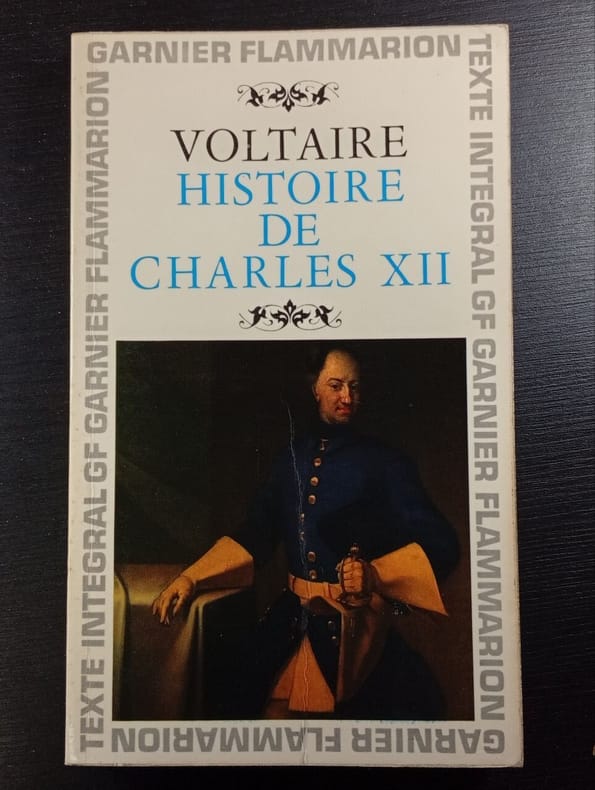 GARNIER FLAMMARION
VOLTAIRE
HISTOIRE
DE
CHARLES XII
TEXTE INTEGRAL GF GARNIER FLAMMARION
TEXTE INTEGRAL GF GARNIER FLAMMARION
GARNIER FLAMMARION